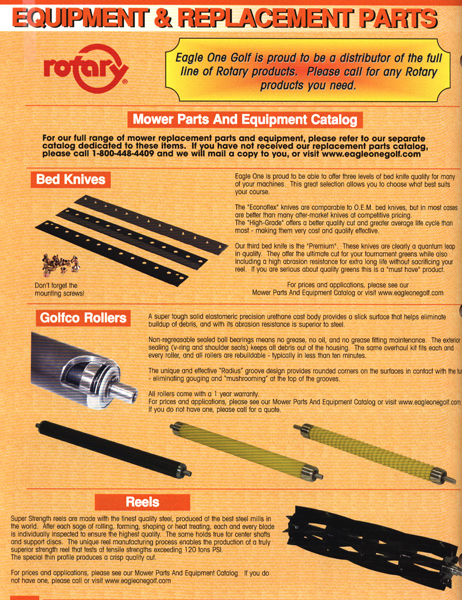 EQUIPMENT & REPLACEMENT PARTS
rotary®
Eagle One Golf is proud to be a distributor of the full
line of Rotary products. Please call for any Rotary
products you need.
Mower Parts And Equipment Catalog
For our full range of mower replacement parts and equipment, please refer to our separate
catalog dedicated to these items. If you have not received our replacement parts catalog,
please call 1-800-448-4409 and we will mail a copy to you, or visit www.eagleonegolf.com
Bed Knives
Eagle One is proud to be able to offer three levels of bed knife quality for many
of your machines. This great selection allows you to choose what best suits
your course.
The "Econoflex" knives are comparable to O.E.M. bed knives, but in most cases
are better than many after-market knives at competitive pricing.
The "High-Grade" offers a better quality cut and greater average life cycle than
most - making them very cost and quality effective.
Our third bed knife is the "Premium". These knives are clearly a quantum leap
in quality. They offer the ultimate cut for your tournament greens while also
including a high abrasion resistance for extra long life without sacrificing your
reel. If you are serious about quality greens this is a "must have" product.
For prices and applications, please see our
Mower Parts And Equipment Catalog or visit www.eagleonegolf.com
Don't forget the
mounting screws!
Golfco Rollers
A super tough solid elastomeric precision urethane cast body provides a slick surface that helps eliminate
buildup of debris, and with its abrasion resistance is superior to steel.
Non-regreasable sealed ball bearings means no grease, no oil, and no grease fitting maintenance. The exterior
sealing (v-ring and shoulder seals) keeps all debris out of the housing. The same overhaul kit fits each and
every roller, and all rollers are rebuildable - typically in less than ten minutes.
The unique and effective "Radius" groove design provides rounded corners on the surfaces in contact with the
- eliminating gouging and "mushrooming" at the top of the grooves.
All rollers come with a 1 year warranty.
For prices and applications, please see our Mower Parts And Equipment Catalog or visit www.eagleonegolf.com
If you do not have one, please call for a quote.
Reels
Super Strength reels are made with the finest quality steel, produced at the best steel mills in
the world. After each stage of rolling, forming, shaping or heat treating, each and every blade
is individually inspected to ensure the highest quality. The same holds true for center shafts
and support discs. The unique reel manufacturing process enables the production of a truly
superior strength reel that tests at tensile strengths exceeding 120 tons PSI.
The special thin profile produces a crisp quality cut.
For prices and applications, please see our Mower Parts And Equipment Catalog. If you do
not have one, please call or visit www.eagleonegolf.com